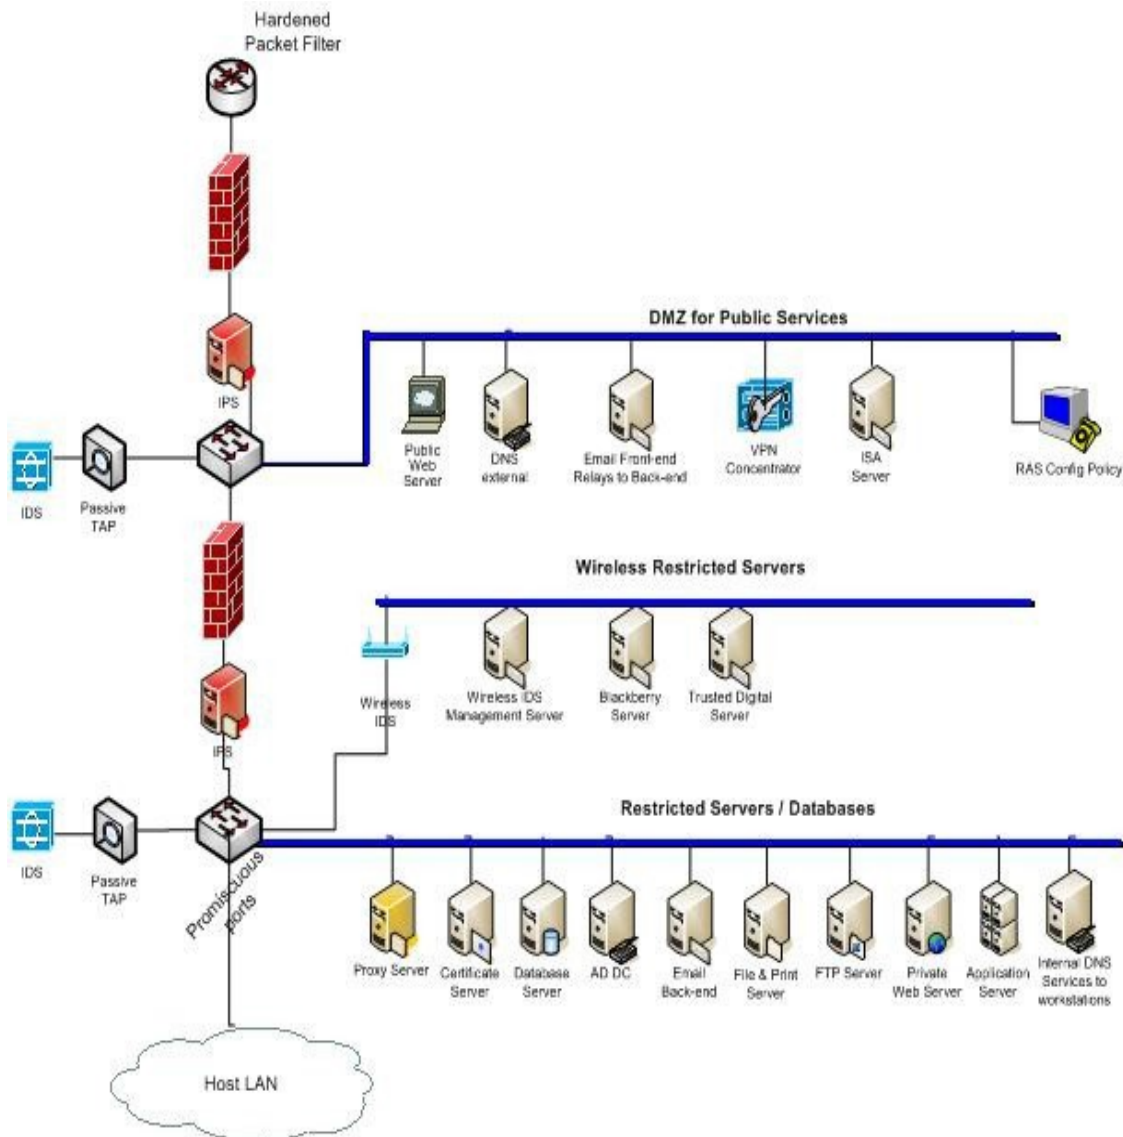 Hardened
Packet Filter
IPS
DMZ for Public Services
Public
Web
Server
DNS
external
Email Front-end
Relays to Back-end
VPN
Concentrator
ISA
Server
RAS Config Policy
IDS
Passive
TAP
Wireless Restricted Servers
Wireless
IDS
Wireless IDS
Management Server
Blackberry
Server
Trusted Digital
Server
IPS
Restricted Servers / Databases
IDS
Passive
TAP
Promiscuous
ports
Proxy Server
Certificate
Server
Database
Server
AD DC
Email
Back-end
File & Print
Server
FTP Server
Private
Web Server
Application
Server
Internal DNS
Services to
workstations
Host LAN